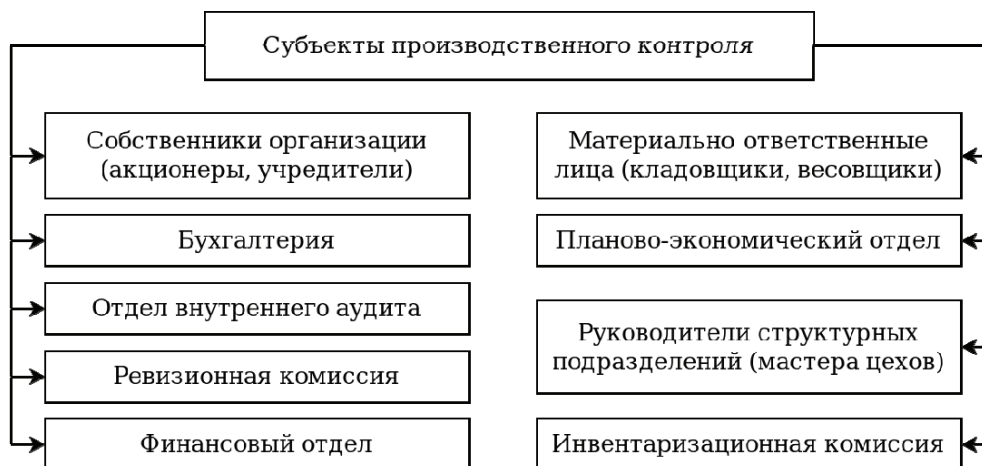 Субъекты производственного контроля
Собственники организации
(акционеры, учредители)
Бухгалтерия
Отдел внутреннего аудита
Ревизионная комиссия
Финансовый отдел
Материально ответственные
лица (кладовщики, весовщики)
Планово-экономический отдел
Руководители структурных
подразделений (мастера цехов)
Инвентаризационная комиссия